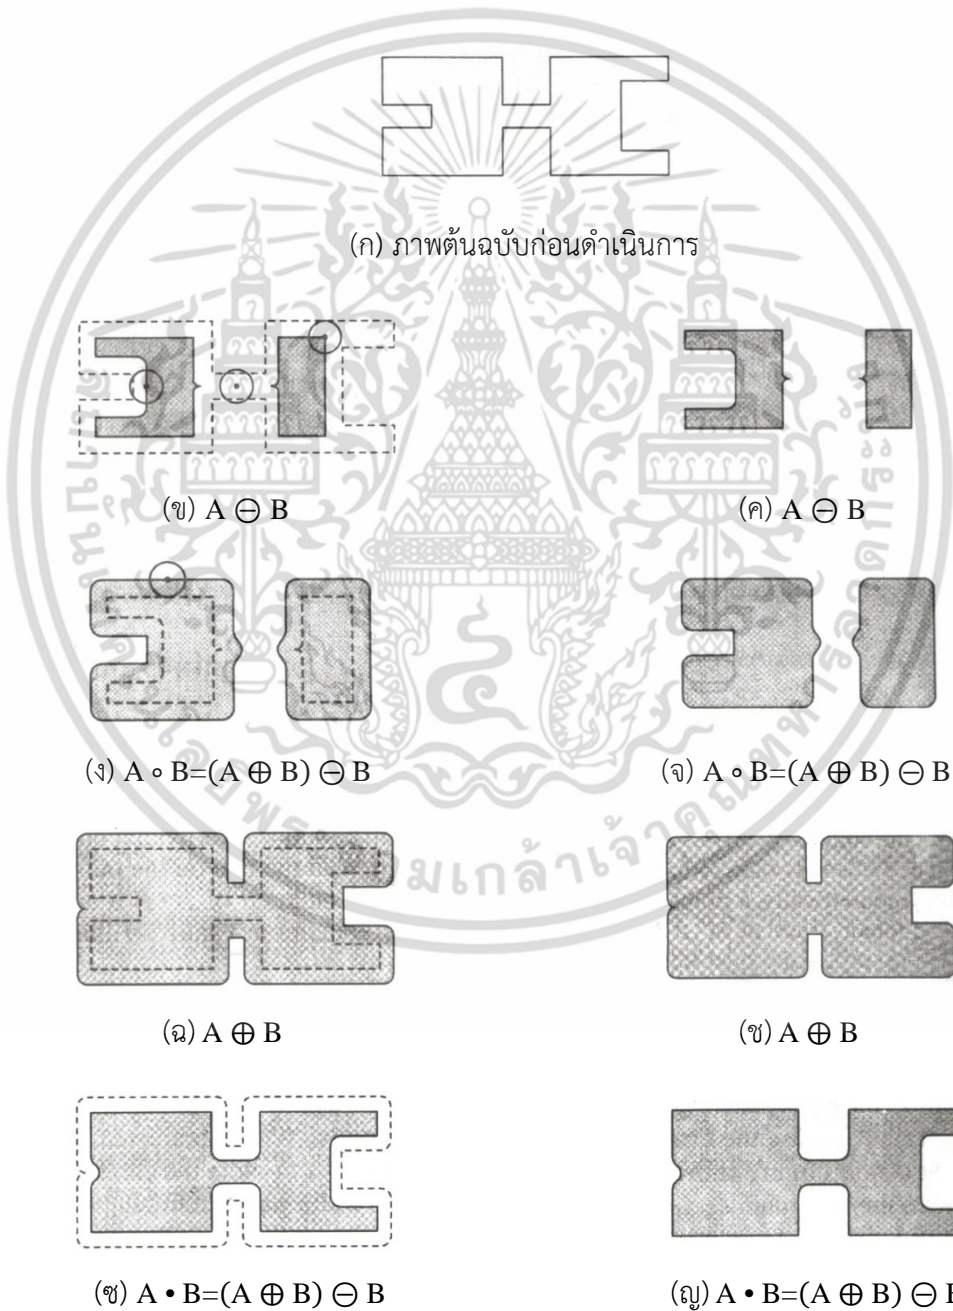 (ก) ภาพต้นฉบับก่อนดำเนินการ
(ข) A ⊖ B
(ค) A ⊖ B
(ง) A ∘ B=(A ⊕ B) ⊖ B
(จ) A ∘ B=(A ⊕ B) ⊖ B
(ฉ) A ⊕ B
(ช) A ⊕ B
(ซ) A • B=(A ⊕ B) ⊖ B
(ญ) A • B=(A ⊕ B) ⊖ B